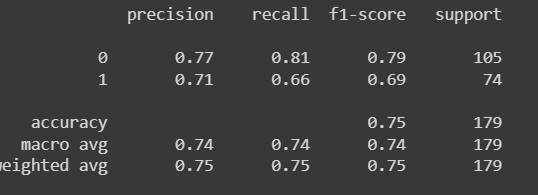 precision recall f1-score support
0 0.77 0.81 0.79 105
1 0.71 0.66 0.69 74
accuracy 0.75 179
macro avg 0.74 0.74 0.74 179
weighted avg 0.75 0.75 0.75 179